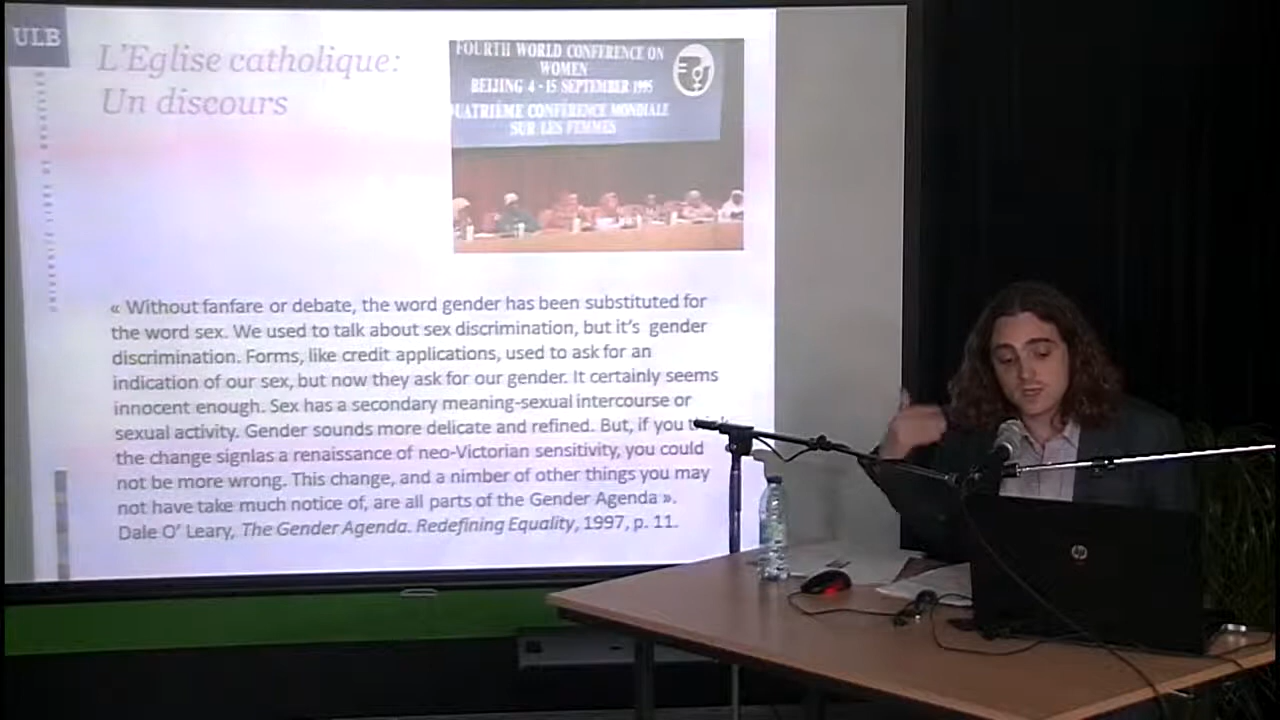 ULB
L'Eglise catholique:
Un discours
FOURTH WORLD CONFERENCE ON
WOMEN
BEIJING 4 - 15 SEPTEMBER 1995
QUATRIÈME CONFÉRENCE MONDIALE
SUR LES FEMMES
« Without fanfare or debate, the word gender has been substituted for
the word sex. We used to talk about sex discrimination, but it's gender
discrimination. Forms, like credit applications, used to ask for an
indication of our sex, but now they ask for our gender. It certainly seems
innocent enough. Sex has a secondary meaning-sexual intercourse or
sexual activity. Gender sounds more delicate and refined. But, if you
the change signlas a renaissance of neo-Victorian sensitivity, you could
not be more wrong. This change, and a nimber of other things you may
not have take much notice of, are all parts of the Gender Agenda ».
Dale O' Leary, The Gender Agenda. Redefining Equality, 1997, p. 11.
hp